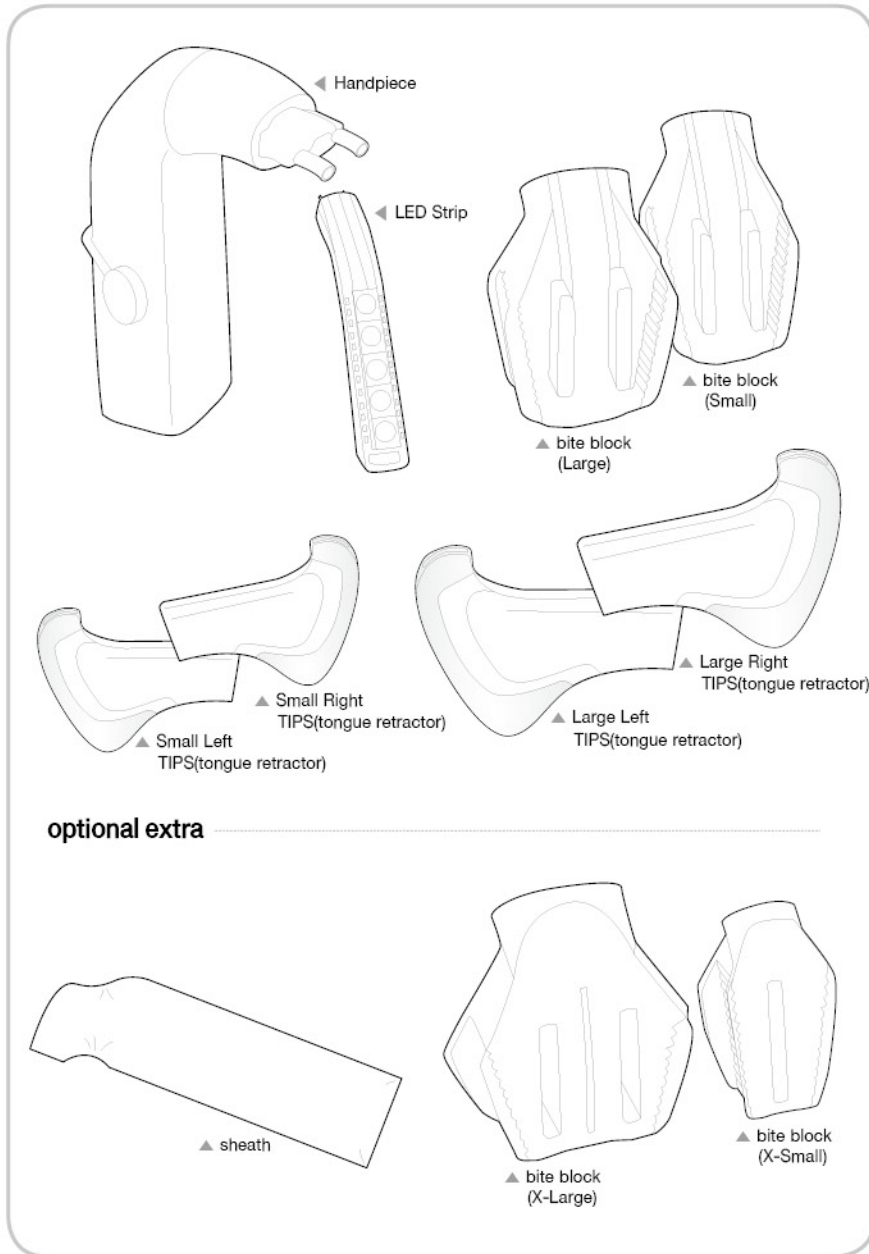 Handpiece
LED Strip
bite block
(Small)
bite block
(Large)
Large Right
TIPS(tongue retractor)
Small Right
TIPS(tongue retractor)
Large Left
TIPS(tongue retractor)
Small Left
TIPS(tongue retractor)
optional extra
sheath
bite block
(X-Small)
bite block
(X-Large)